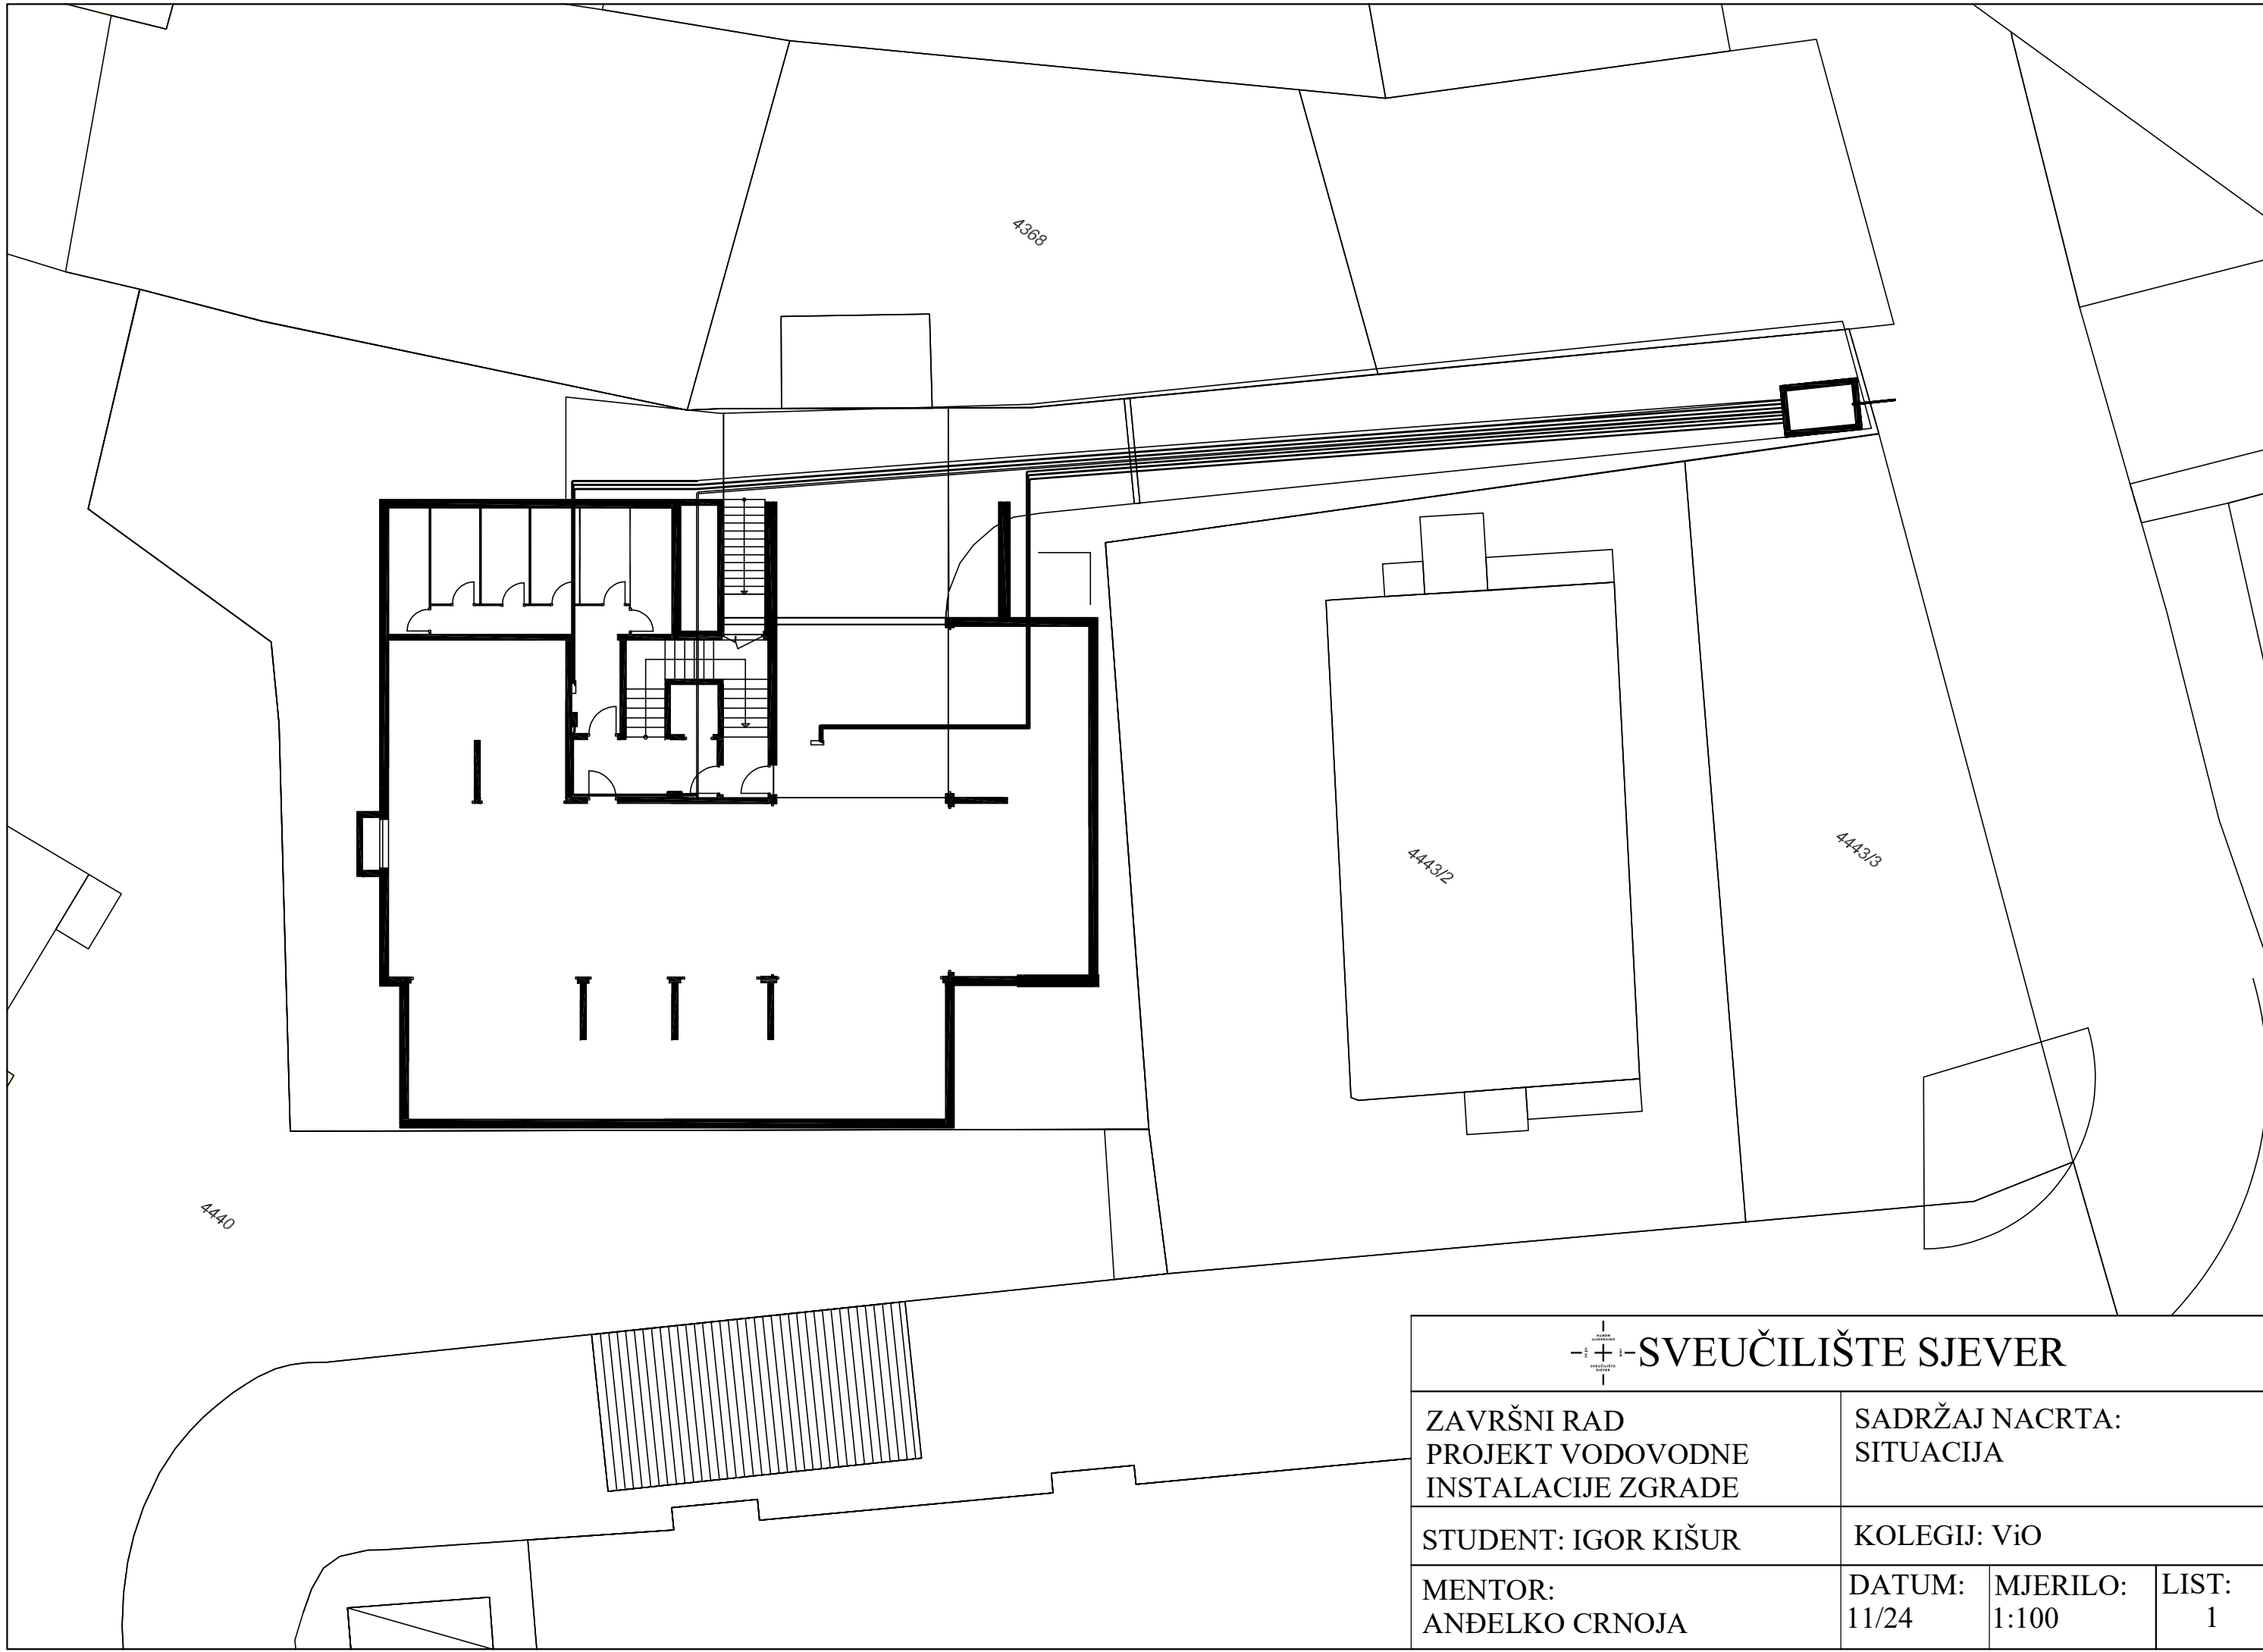 4368
4443/2
4443/3
4440
SVEUČILIŠTE SJEVER
ZAVRŠNI RAD
PROJEKT VODOVODNE
INSTALACIJE ZGRADE
SADRŽAJ NACRTA:
SITUACIJA
STUDENT: IGOR KIŠUR
KOLEGIJ: ViO
MENTOR:
ANĐELKO CRNOJA
DATUM:
11/24
MJERILO:
1:100
LIST:
1